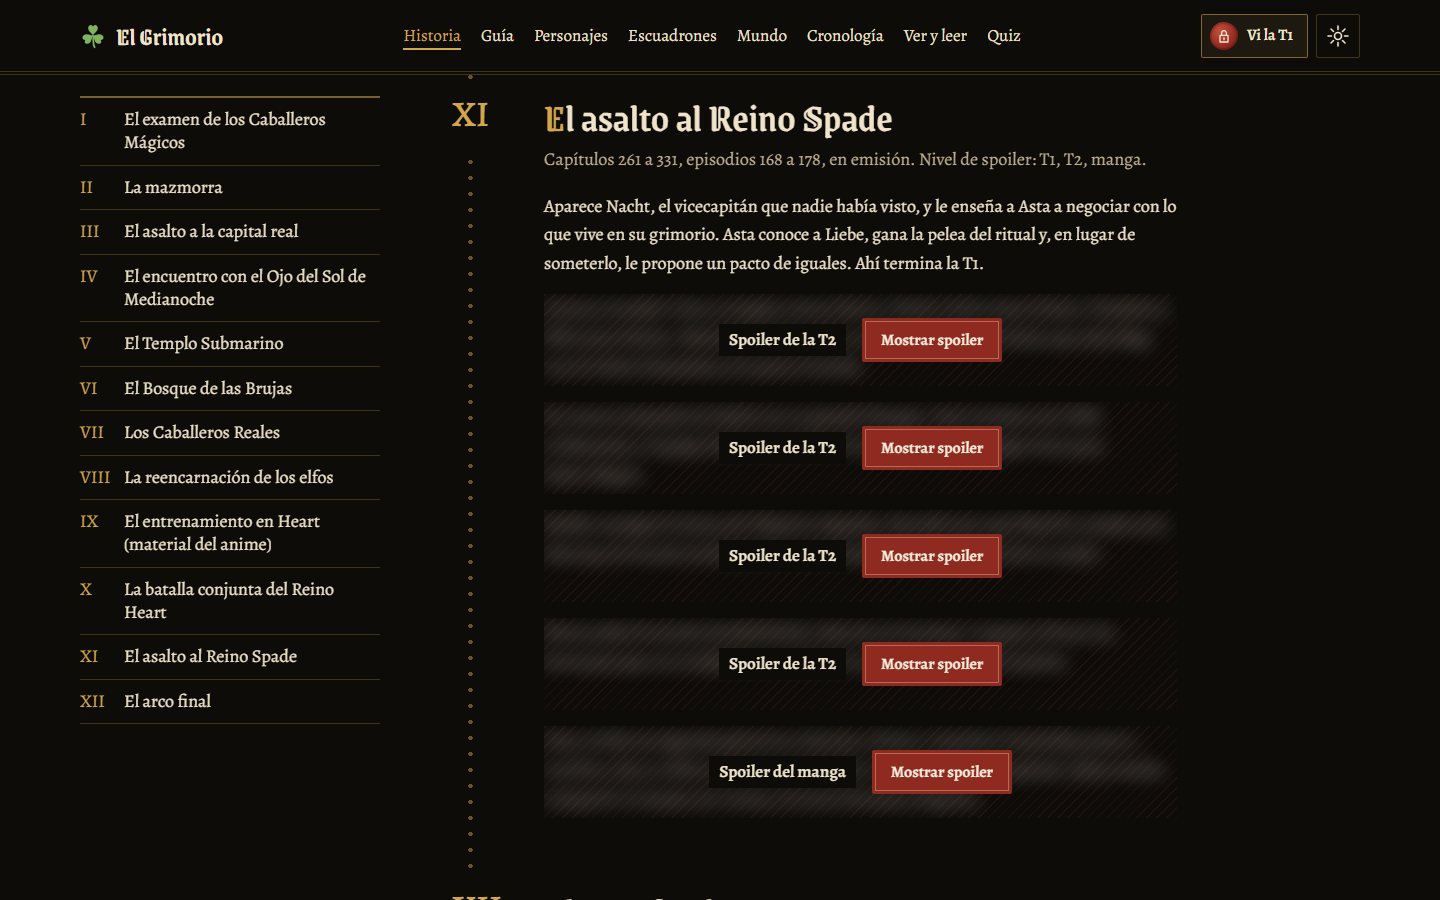 El Grimorio
Historia Guía Personajes Escuadrones Mundo Cronología Ver y leer Quiz
Vi la T1
I El examen de los Caballeros
Mágicos
II La mazmorra
III El asalto a la capital real
IV El encuentro con el Ojo del Sol de
Medianoche
V El Templo Submarino
VI El Bosque de las Brujas
VII Los Caballeros Reales
VIII La reencarnación de los elfos
IX El entrenamiento en Heart
(material del anime)
X La batalla conjunta del Reino
Heart
XI El asalto al Reino Spade
XII El arco final
XI
El asalto al Reino Spade
Capítulos 261 a 331, episodios 168 a 178, en emisión. Nivel de spoiler: T1, T2, manga.
Aparece Nacht, el vicecapitán que nadie había visto, y le enseña a Asta a negociar con lo
que vive en su grimorio. Asta conoce a Liebe, gana la pelea del ritual y, en lugar de
someterlo, le propone un pacto de iguales. Ahí termina la T1.
Spoiler de la T2 Mostrar spoiler
Spoiler de la T2 Mostrar spoiler
Spoiler de la T2 Mostrar spoiler
Spoiler de la T2 Mostrar spoiler
Spoiler del manga Mostrar spoiler